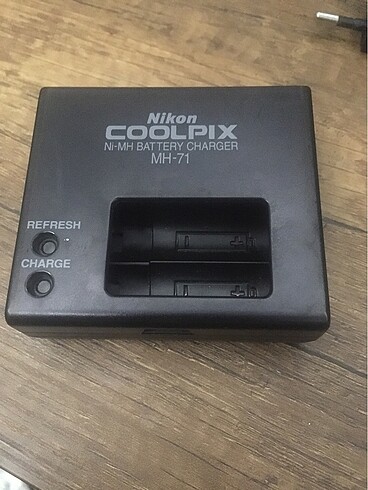 Nikon
COOLPIX
Ni-MH BATTERY CHARGER
MH-71
REFRESH
CHARGE